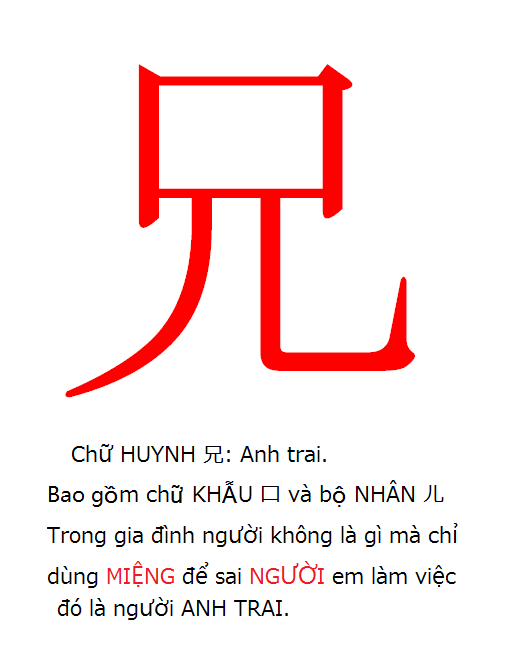 兄
Chữ HUYNH 兄: Anh trai.
Bao gồm chữ KHẪU 口 và bộ NHÂN 儿
Trong gia đình người không là gì mà chỉ
dùng MIỆNG để sai NGƯỜI em làm việc
đó là người ANH TRAI.